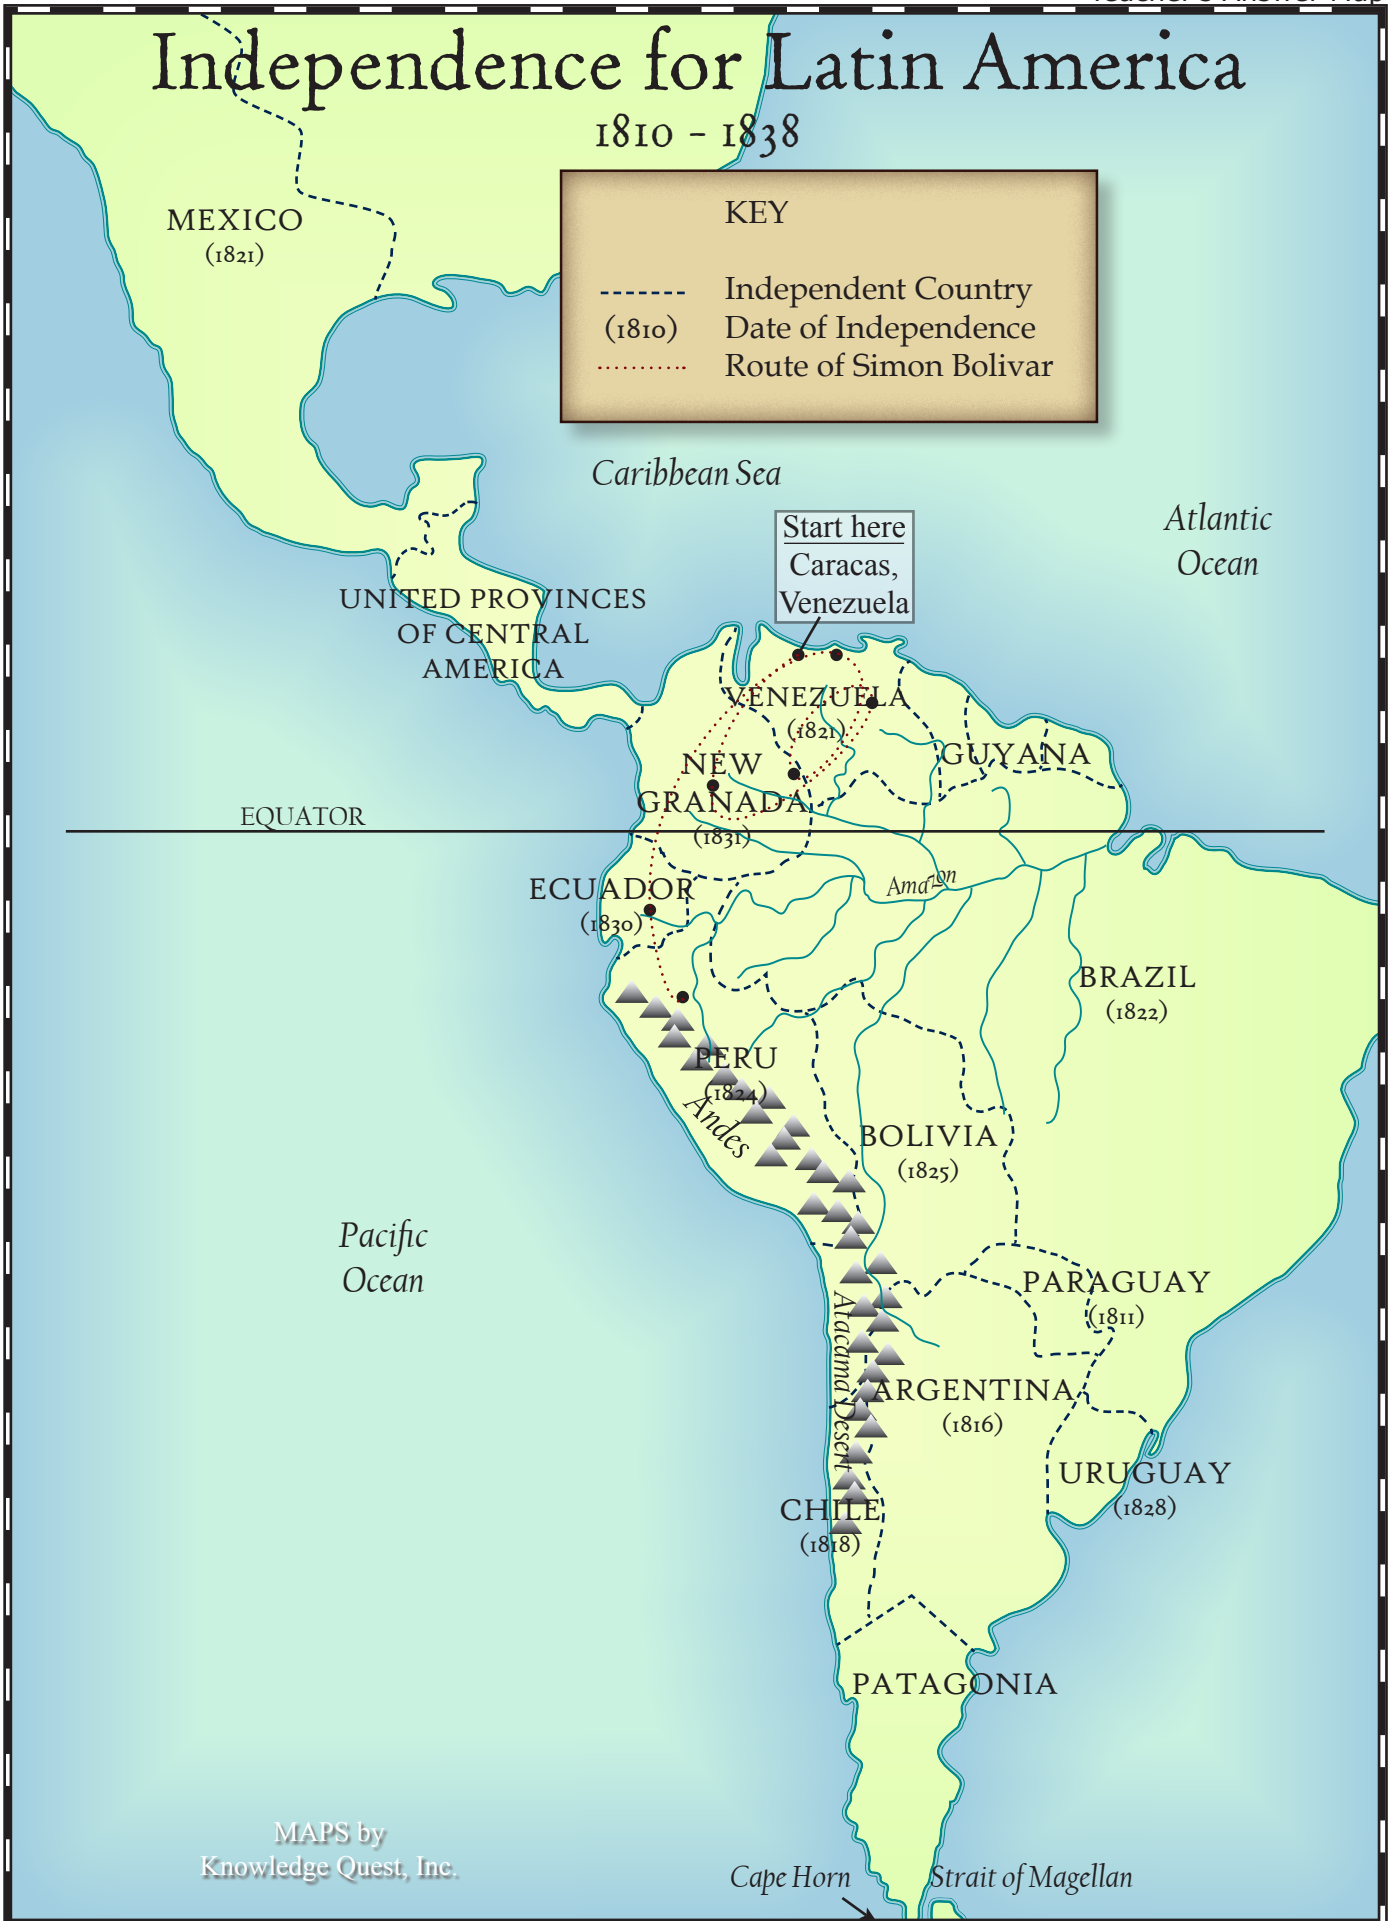 Independence for Latin America
1810 - 1838
KEY
Independent Country
(1810) Date of Independence
Route of Simon Bolivar
MEXICO
(1821)
Caribbean Sea
Atlantic
Ocean
Start here
Caracas,
Venezuela
UNITED PROVINCES
OF CENTRAL
AMERICA
VENEZUELA
(1821)
GUYANA
NEW
GRANADA
(1831)
EQUATOR
ECUADOR
(1830)
Amazon
BRAZIL
(1822)
PERU
(1824)
Andes
BOLIVIA
(1825)
Pacific
Ocean
PARAGUAY
(1811)
Atacama Desert
ARGENTINA
(1816)
URUGUAY
(1828)
CHILE
(1818)
PATAGONIA
MAPS by
Knowledge Quest, Inc.
Cape Horn
Strait of Magellan